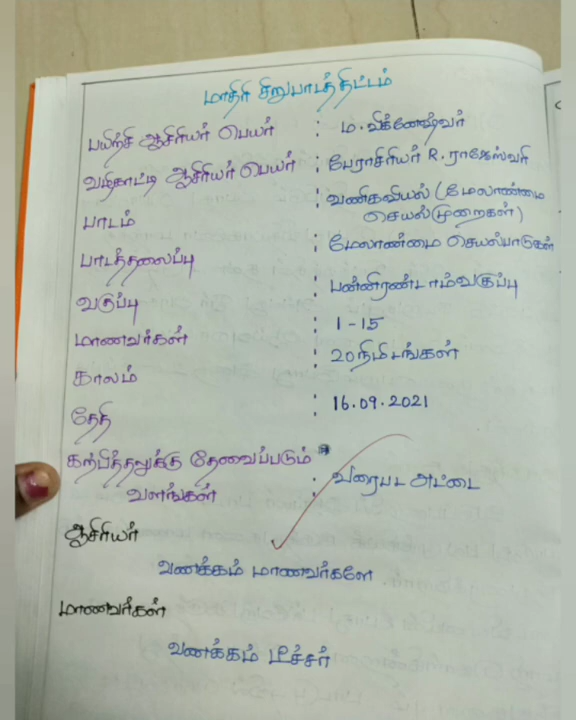 மாதிரி சிறுபாடத்திட்டம்
பயிற்சி ஆசிரியர் பெயர் : ம.விக்னேஷ்வர்
வழிகாட்டி ஆசிரியர் பெயர் : பேராசிரியர் R. ராஜேஸ்வரி
பாடம் : வணிகவியல் (மேலாண்மை
செயல்முறைகள்)
பாடத்தலைப்பு : மேலாண்மை செயல்பாடுகள்
வகுப்பு : பன்னிரண்டாம்வகுப்பு
மாணவர்கள் : 1-15
காலம் : 20நிமிடங்கள்
தேதி : 16.09.2021
கற்பித்தலுக்கு தேவைப்படும்
வளங்கள் : வரைபட அட்டை
ஆசிரியர்
வணக்கம் மாணவர்களே
மாணவர்கள்
வணக்கம் டீச்சர்